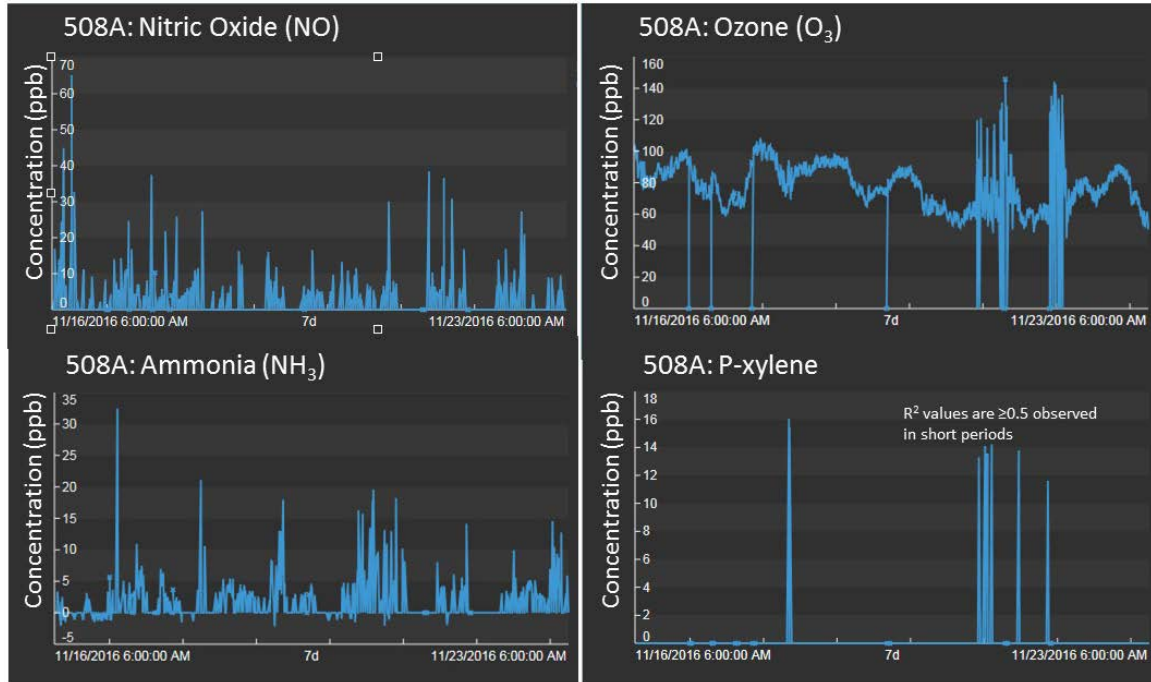 508A: Nitric Oxide (NO)
Concentration (ppb)
70
60
50
40
30
20
10
0
11/16/2016 6:00:00 AM 7d 11/23/2016 6:00:00 AM
508A: Ozone (O₃)
Concentration (ppb)
160
140
120
100
80
60
40
20
0
11/16/2016 6:00:00 AM 7d 11/23/2016 6:00:00 AM
508A: Ammonia (NH₃)
Concentration (ppb)
35
30
25
20
15
10
5
0
-5
11/16/2016 6:00:00 AM 7d 11/23/2016 6:00:00 AM
508A: P-xylene
Concentration (ppb)
R² values are ≥0.5 observed
in short periods
18
16
14
12
10
8
6
4
2
0
11/16/2016 6:00:00 AM 7d 11/23/2016 6:00:00 AM